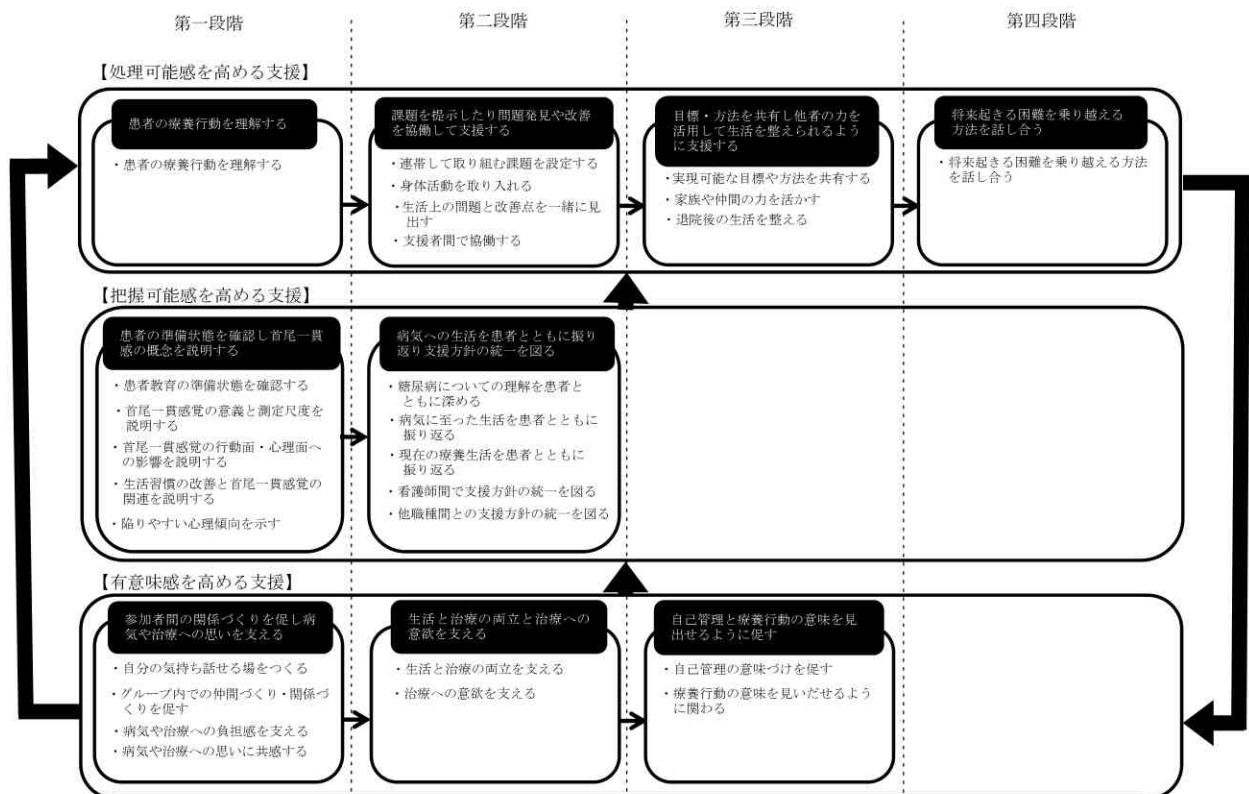 第一段階
第二段階
第三段階
第四段階
【処理可能感を高める支援】
患者の療養行動を理解する
・患者の療養行動を理解する
課題を提示したり問題発見や改善
を協働して支援する
・連帯して取り組む課題を設定する
・身体活動を取り入れる
・生活上の問題と改善点を一緒に見
出す
・支援者間で協働する
目標・方法を共有し他者の力を
活用して生活を整えられるよう
に支援する
・実現可能な目標や方法を共有する
・家族や仲間の力を活かす
・退院後の生活を整える
将来起きる困難を乗り越える
方法を話し合う
・将来起きる困難を乗り越える方法
を話し合う
【把握可能感を高める支援】
患者の準備状態を確認し首尾一貫
感の概念を説明する
・患者教育の準備状態を確認する
・首尾一貫感覚の意義と測定尺度を
説明する
・首尾一貫感覚の行動面・心理面へ
の影響を説明する
・生活習慣の改善と首尾一貫感覚の
関連を説明する
・陥りやすい心理傾向を示す
病気への生活を患者とともに振り
返り支援方針の統一を図る
・糖尿病についての理解を患者と
ともに深める
・病気に至った生活を患者とともに
振り返る
・現在の療養生活を患者とともに
振り返る
・看護師間で支援方針の統一を図る
・他職種間との支援方針の統一を図る
【有意味感を高める支援】
参加者間の関係づくりを促し病
気や治療への思いを支える
・自分の気持ち話せる場をつくる
・グループ内での仲間づくり・関係づ
くりを促す
・病気や治療への負担感を支える
・病気や治療への思いに共感する
生活と治療の両立と治療への
意欲を支える
・生活と治療の両立を支える
・治療への意欲を支える
自己管理と療養行動の意味を見
出せるように促す
・自己管理の意味づけを促す
・療養行動の意味を見いだせるよう
に関わる